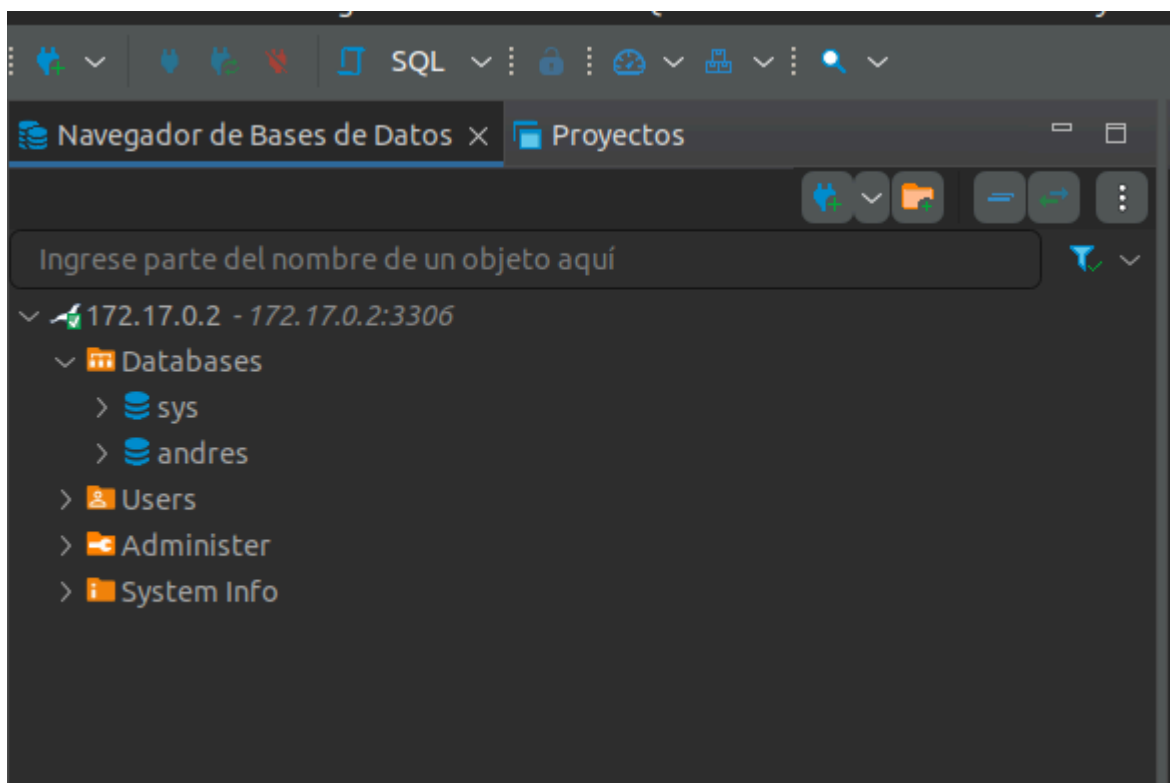 SQL
Navegador de Bases de Datos Proyectos
Ingrese parte del nombre de un objeto aquí
172.17.0.2 - 172.17.0.2:3306
Databases
sys
andres
Users
Administer
System Info